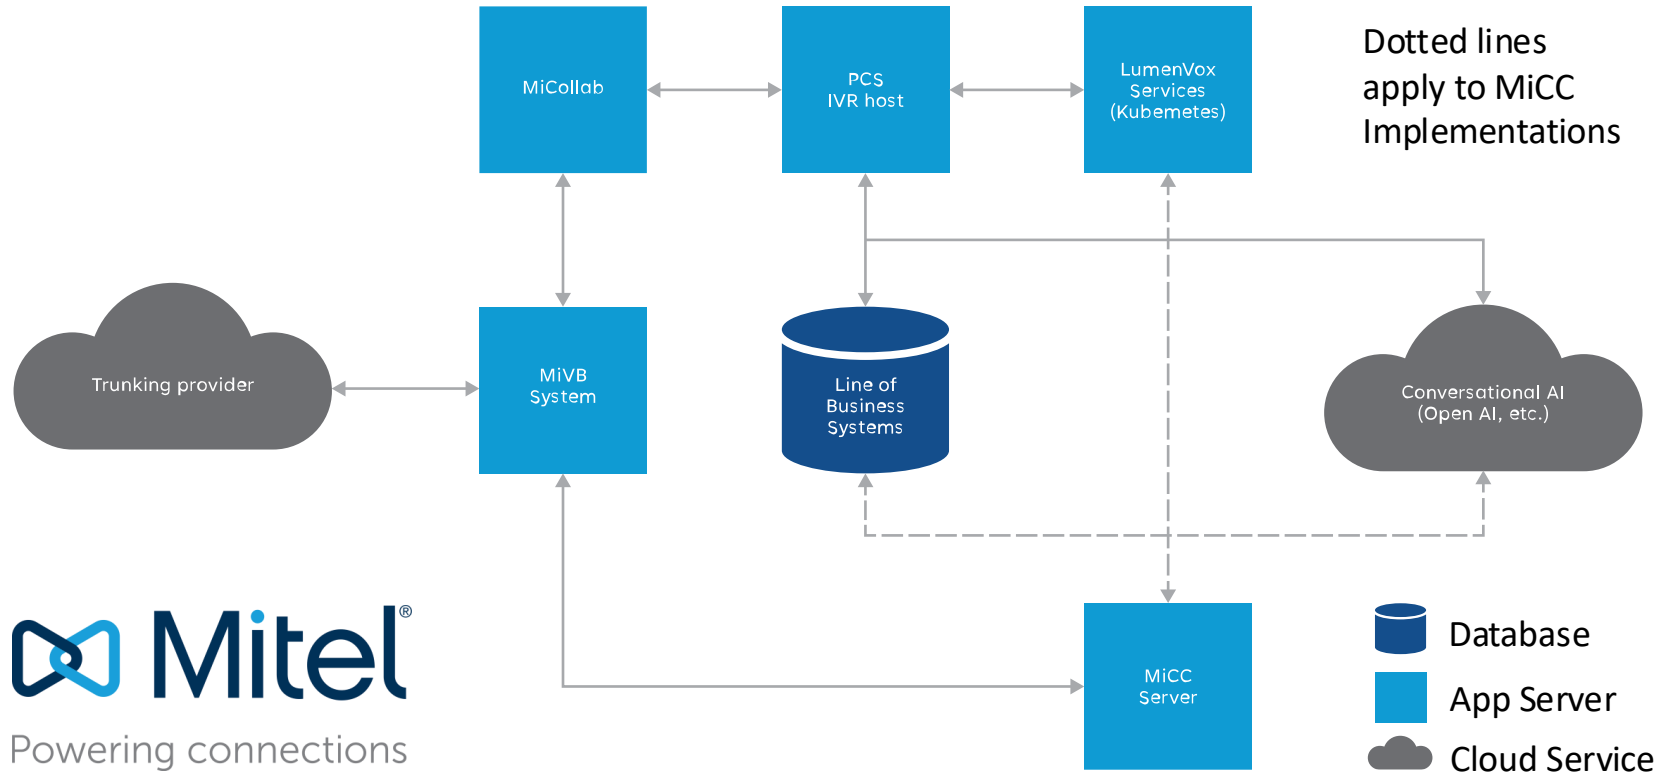 MiCollab
PCS
IVR host
LumenVox
Services
(Kubernetes)
Dotted lines
apply to MiCC
Implementations
Trunking provider
MiVB
System
Line of
Business
Systems
Conversational AI
(Open AI, etc.)
Mitel®
Powering connections
MiCC
Server
Database
App Server
Cloud Service